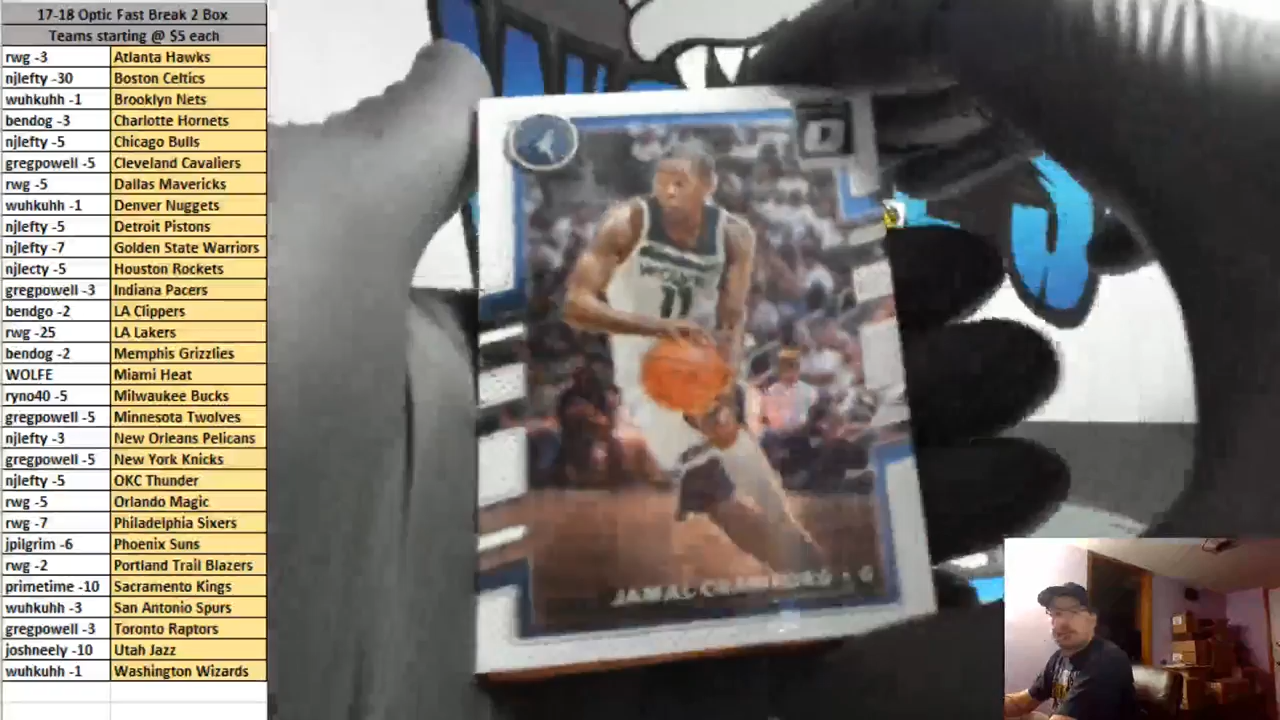 17-18 Optic Fast Break 2 Box
Teams starting @ $5 each
rwg -3 Atlanta Hawks
njlefty -30 Boston Celtics
wuhkuhh -1 Brooklyn Nets
bendog -3 Charlotte Hornets
njlefty -5 Chicago Bulls
gregpowell -5 Cleveland Cavaliers
rwg -5 Dallas Mavericks
wuhkuhh -1 Denver Nuggets
njlefty -5 Detroit Pistons
njlefty -7 Golden State Warriors
njlecty -5 Houston Rockets
gregpowell -3 Indiana Pacers
bendgo -2 LA Clippers
rwg -25 LA Lakers
bendog -2 Memphis Grizzlies
WOLFE Miami Heat
ryno40 -5 Milwaukee Bucks
gregpowell -5 Minnesota Twolves
njlefty -3 New Orleans Pelicans
gregpowell -5 New York Knicks
njlefty -5 OKC Thunder
rwg -5 Orlando Magic
rwg -7 Philadelphia Sixers
jpilgrim -6 Phoenix Suns
rwg -2 Portland Trail Blazers
primetime -10 Sacramento Kings
wuhkuhh -3 San Antonio Spurs
gregpowell -3 Toronto Raptors
joshneely -10 Utah Jazz
wuhkuhh -1 Washington Wizards
11
JAMAL CRAWFORD • G